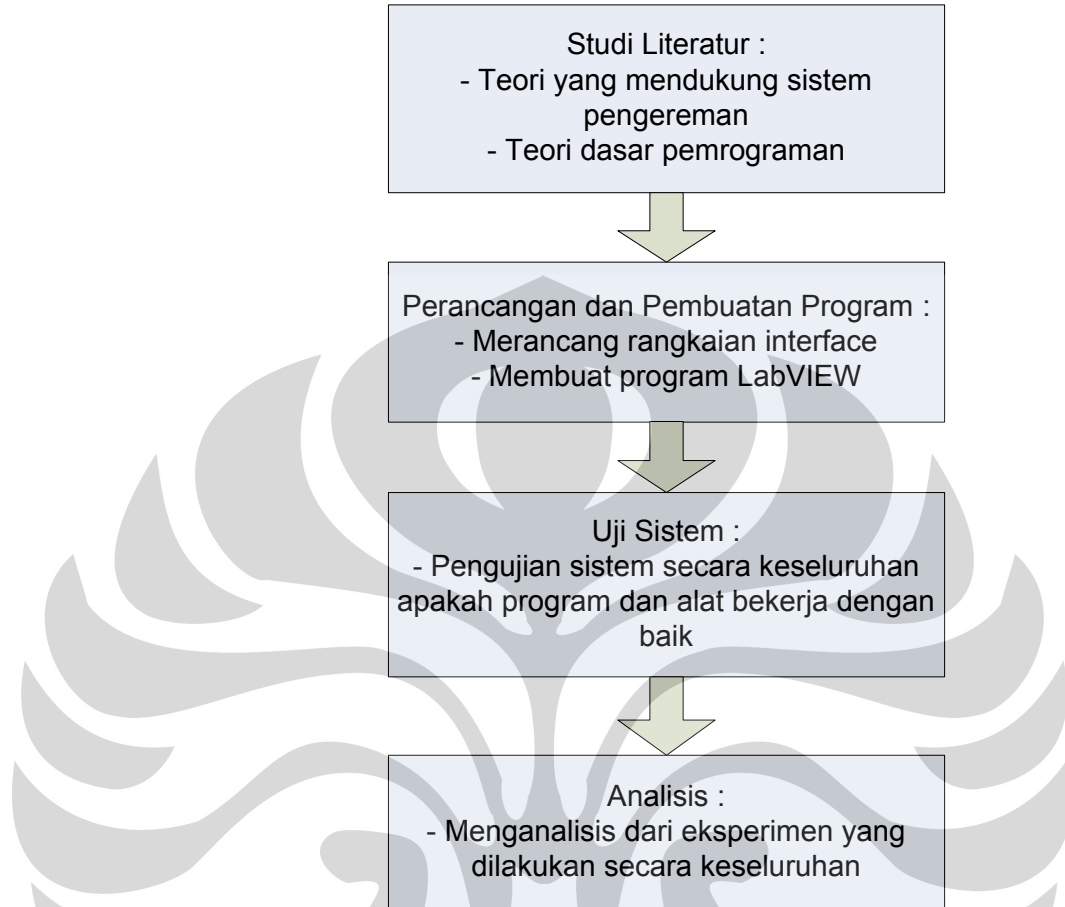 Studi Literatur :
- Teori yang mendukung sistem
pengereman
- Teori dasar pemrograman
Perancangan dan Pembuatan Program :
- Merancang rangkaian interface
- Membuat program LabVIEW
Uji Sistem :
- Pengujian sistem secara keseluruhan
apakah program dan alat bekerja dengan
baik
Analisis :
- Menganalisis dari eksperimen yang
dilakukan secara keseluruhan